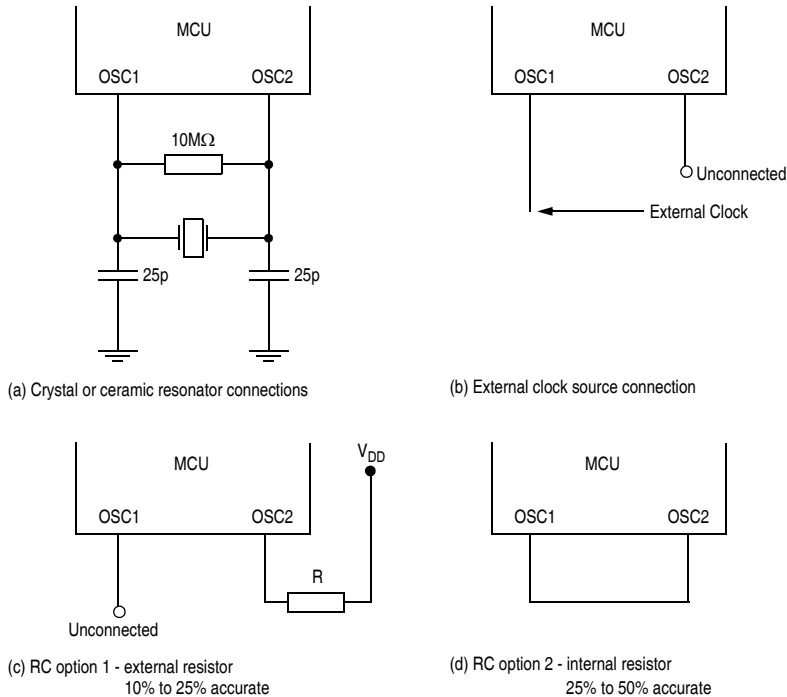 MCU
OSC1 OSC2
10MΩ
25p 25p
(a) Crystal or ceramic resonator connections
MCU
OSC1 OSC2
Unconnected
External Clock
(b) External clock source connection
MCU
OSC1 OSC2
VDD
R
Unconnected
(c) RC option 1 - external resistor
10% to 25% accurate
MCU
OSC1 OSC2
(d) RC option 2 - internal resistor
25% to 50% accurate